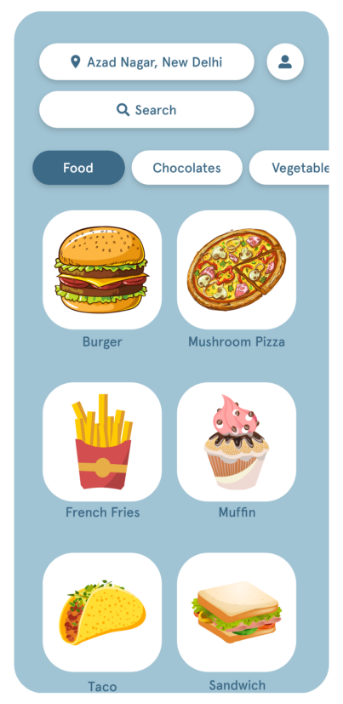 Azad Nagar, New Delhi
Search
Food Chocolates Vegetable
Burger Mushroom Pizza
French Fries Muffin
Taco Sandwich